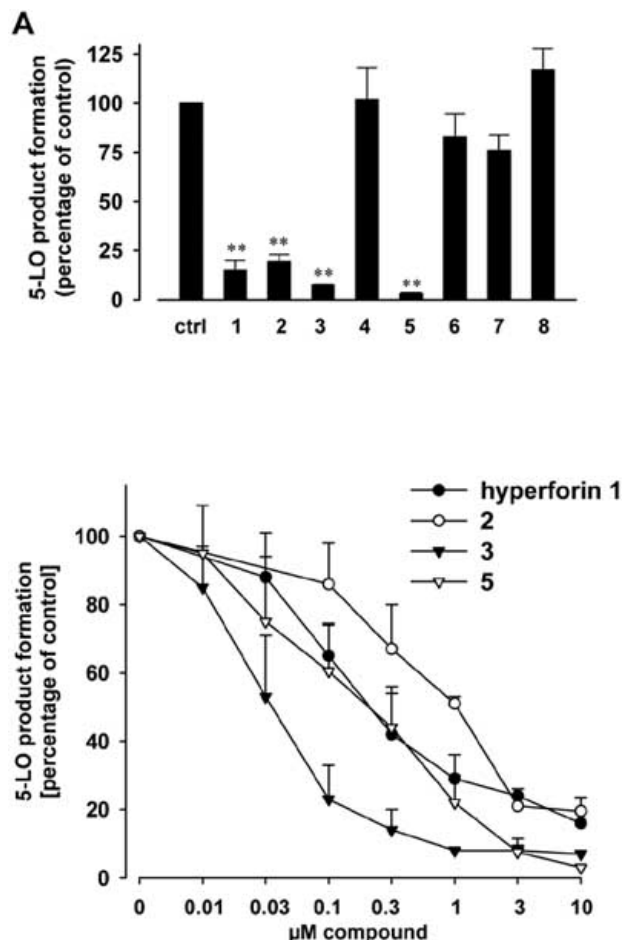 A
5-LO product formation
(percentage of control)
125
100
75
50
25
0
** ** ** **
ctrl 1 2 3 4 5 6 7 8
hyperforin 1
2
3
5
5-LO product formation
[percentage of control]
100
80
60
40
20
0
0 0.01 0.03 0.1 0.3 1 3 10
µM compound